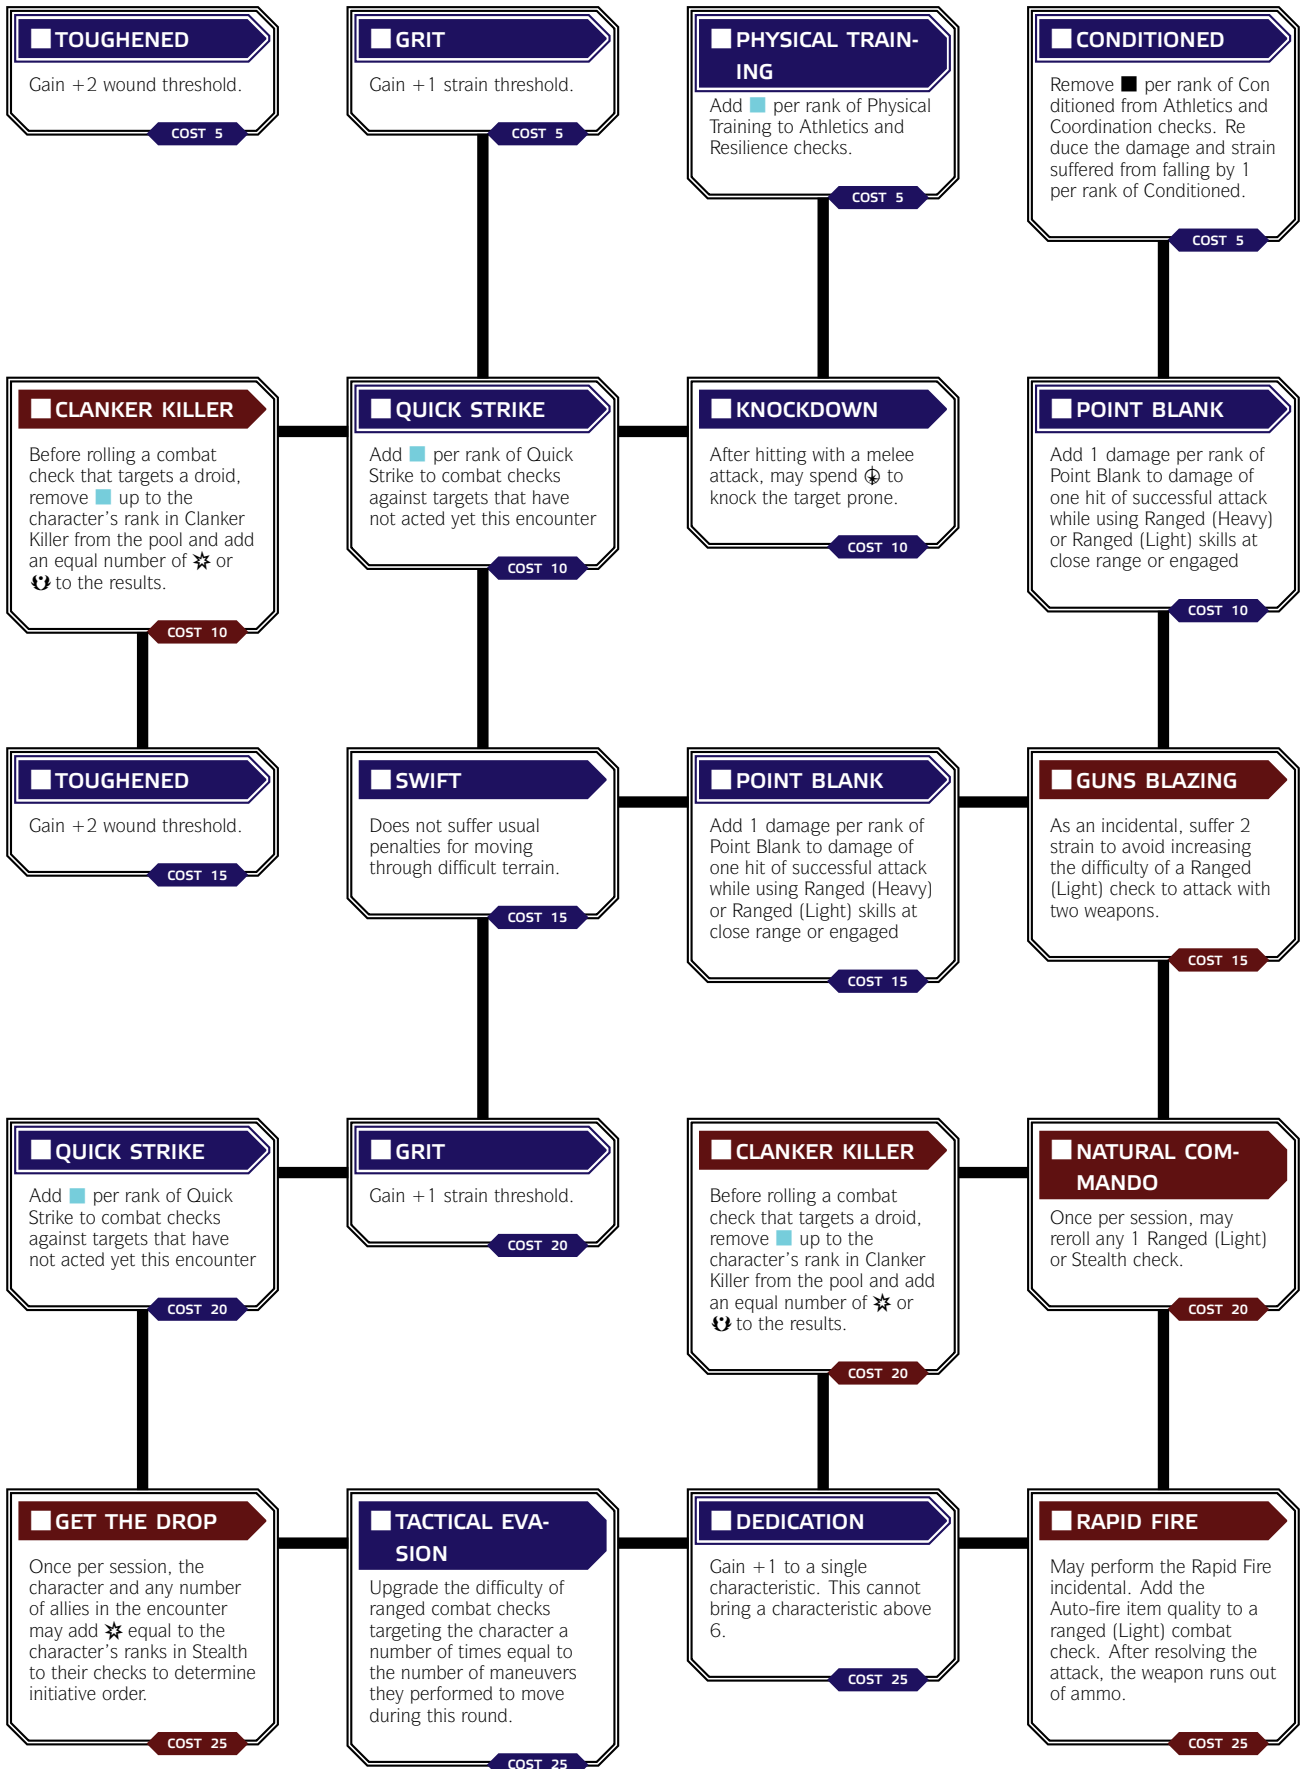 TOUGHENED
Gain +2 wound threshold.
COST 5
GRIT
Gain +1 strain threshold.
COST 5
PHYSICAL TRAIN-
ING
Add per rank of Physical
Training to Athletics and
Resilience checks.
COST 5
CONDITIONED
Remove per rank of Con
ditioned from Athletics and
Coordination checks. Re
duce the damage and strain
suffered from falling by 1
per rank of Conditioned.
COST 5
CLANKER KILLER
Before rolling a combat
check that targets a droid,
remove up to the
character's rank in Clanker
Killer from the pool and add
an equal number of or
to the results.
COST 10
QUICK STRIKE
Add per rank of Quick
Strike to combat checks
against targets that have
not acted yet this encounter
COST 10
KNOCKDOWN
After hitting with a melee
attack, may spend to
knock the target prone.
COST 10
POINT BLANK
Add 1 damage per rank of
Point Blank to damage of
one hit of successful attack
while using Ranged (Heavy)
or Ranged (Light) skills at
close range or engaged
COST 10
TOUGHENED
Gain +2 wound threshold.
COST 15
SWIFT
Does not suffer usual
penalties for moving
through difficult terrain.
COST 15
POINT BLANK
Add 1 damage per rank of
Point Blank to damage of
one hit of successful attack
while using Ranged (Heavy)
or Ranged (Light) skills at
close range or engaged
COST 15
GUNS BLAZING
As an incidental, suffer 2
strain to avoid increasing
the difficulty of a Ranged
(Light) check to attack with
two weapons.
COST 15
QUICK STRIKE
Add per rank of Quick
Strike to combat checks
against targets that have
not acted yet this encounter
COST 20
GRIT
Gain +1 strain threshold.
COST 20
CLANKER KILLER
Before rolling a combat
check that targets a droid,
remove up to the
character's rank in Clanker
Killer from the pool and add
an equal number of or
to the results.
COST 20
NATURAL COM-
MANDO
Once per session, may
reroll any 1 Ranged (Light)
or Stealth check.
COST 20
GET THE DROP
Once per session, the
character and any number
of allies in the encounter
may add equal to the
character's ranks in Stealth
to their checks to determine
initiative order.
COST 25
TACTICAL EVA-
SION
Upgrade the difficulty of
ranged combat checks
targeting the character a
number of times equal to
the number of maneuvers
they performed to move
during this round.
COST 25
DEDICATION
Gain +1 to a single
characteristic. This cannot
bring a characteristic above
6.
COST 25
RAPID FIRE
May perform the Rapid Fire
incidental. Add the
Auto-fire item quality to a
ranged (Light) combat
check. After resolving the
attack, the weapon runs out
of ammo.
COST 25